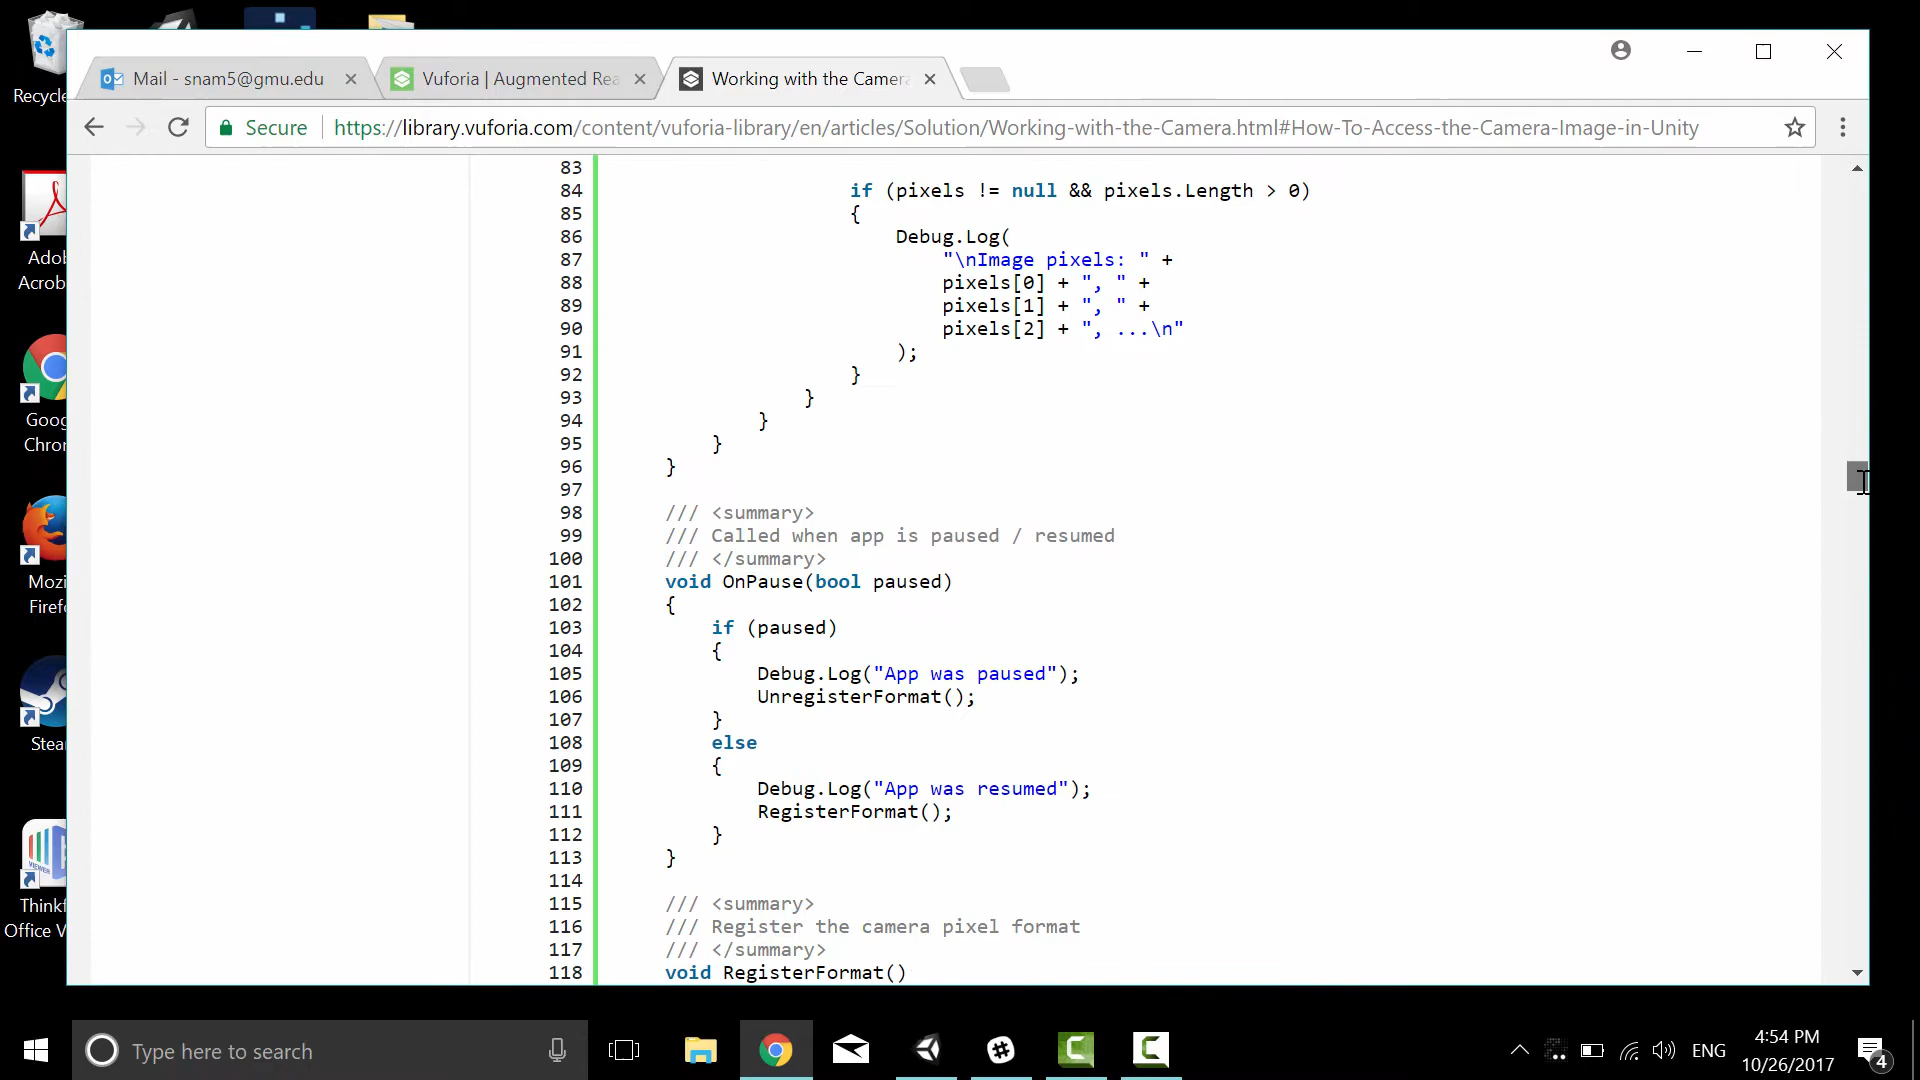 Recycle
Adob
Acrob
Goog
Chron
Mozi
Firef
Stea
VIEWER
Thinkf
Office V
Mail - snam5@gmu.edu
Vuforia | Augmented Rea
Working with the Camera
Secure
https://library.vuforia.com/content/vuforia-library/en/articles/Solution/Working-with-the-Camera.html#How-To-Access-the-Camera-Image-in-Unity
83
84 if (pixels != null && pixels.Length > 0)
85 {
86 Debug.Log(
87 "\nImage pixels: " +
88 pixels[0] + ", " +
89 pixels[1] + ", " +
90 pixels[2] + ", ...\n"
91 );
92 }
93 }
94 }
95 }
96 }
97
98 /// <summary>
99 /// Called when app is paused / resumed
100 /// </summary>
101 void OnPause(bool paused)
102 {
103 if (paused)
104 {
105 Debug.Log("App was paused");
106 UnregisterFormat();
107 }
108 else
109 {
110 Debug.Log("App was resumed");
111 RegisterFormat();
112 }
113 }
114
115 /// <summary>
116 /// Register the camera pixel format
117 /// </summary>
118 void RegisterFormat()
Type here to search
ENG
4:54 PM
10/26/2017
4